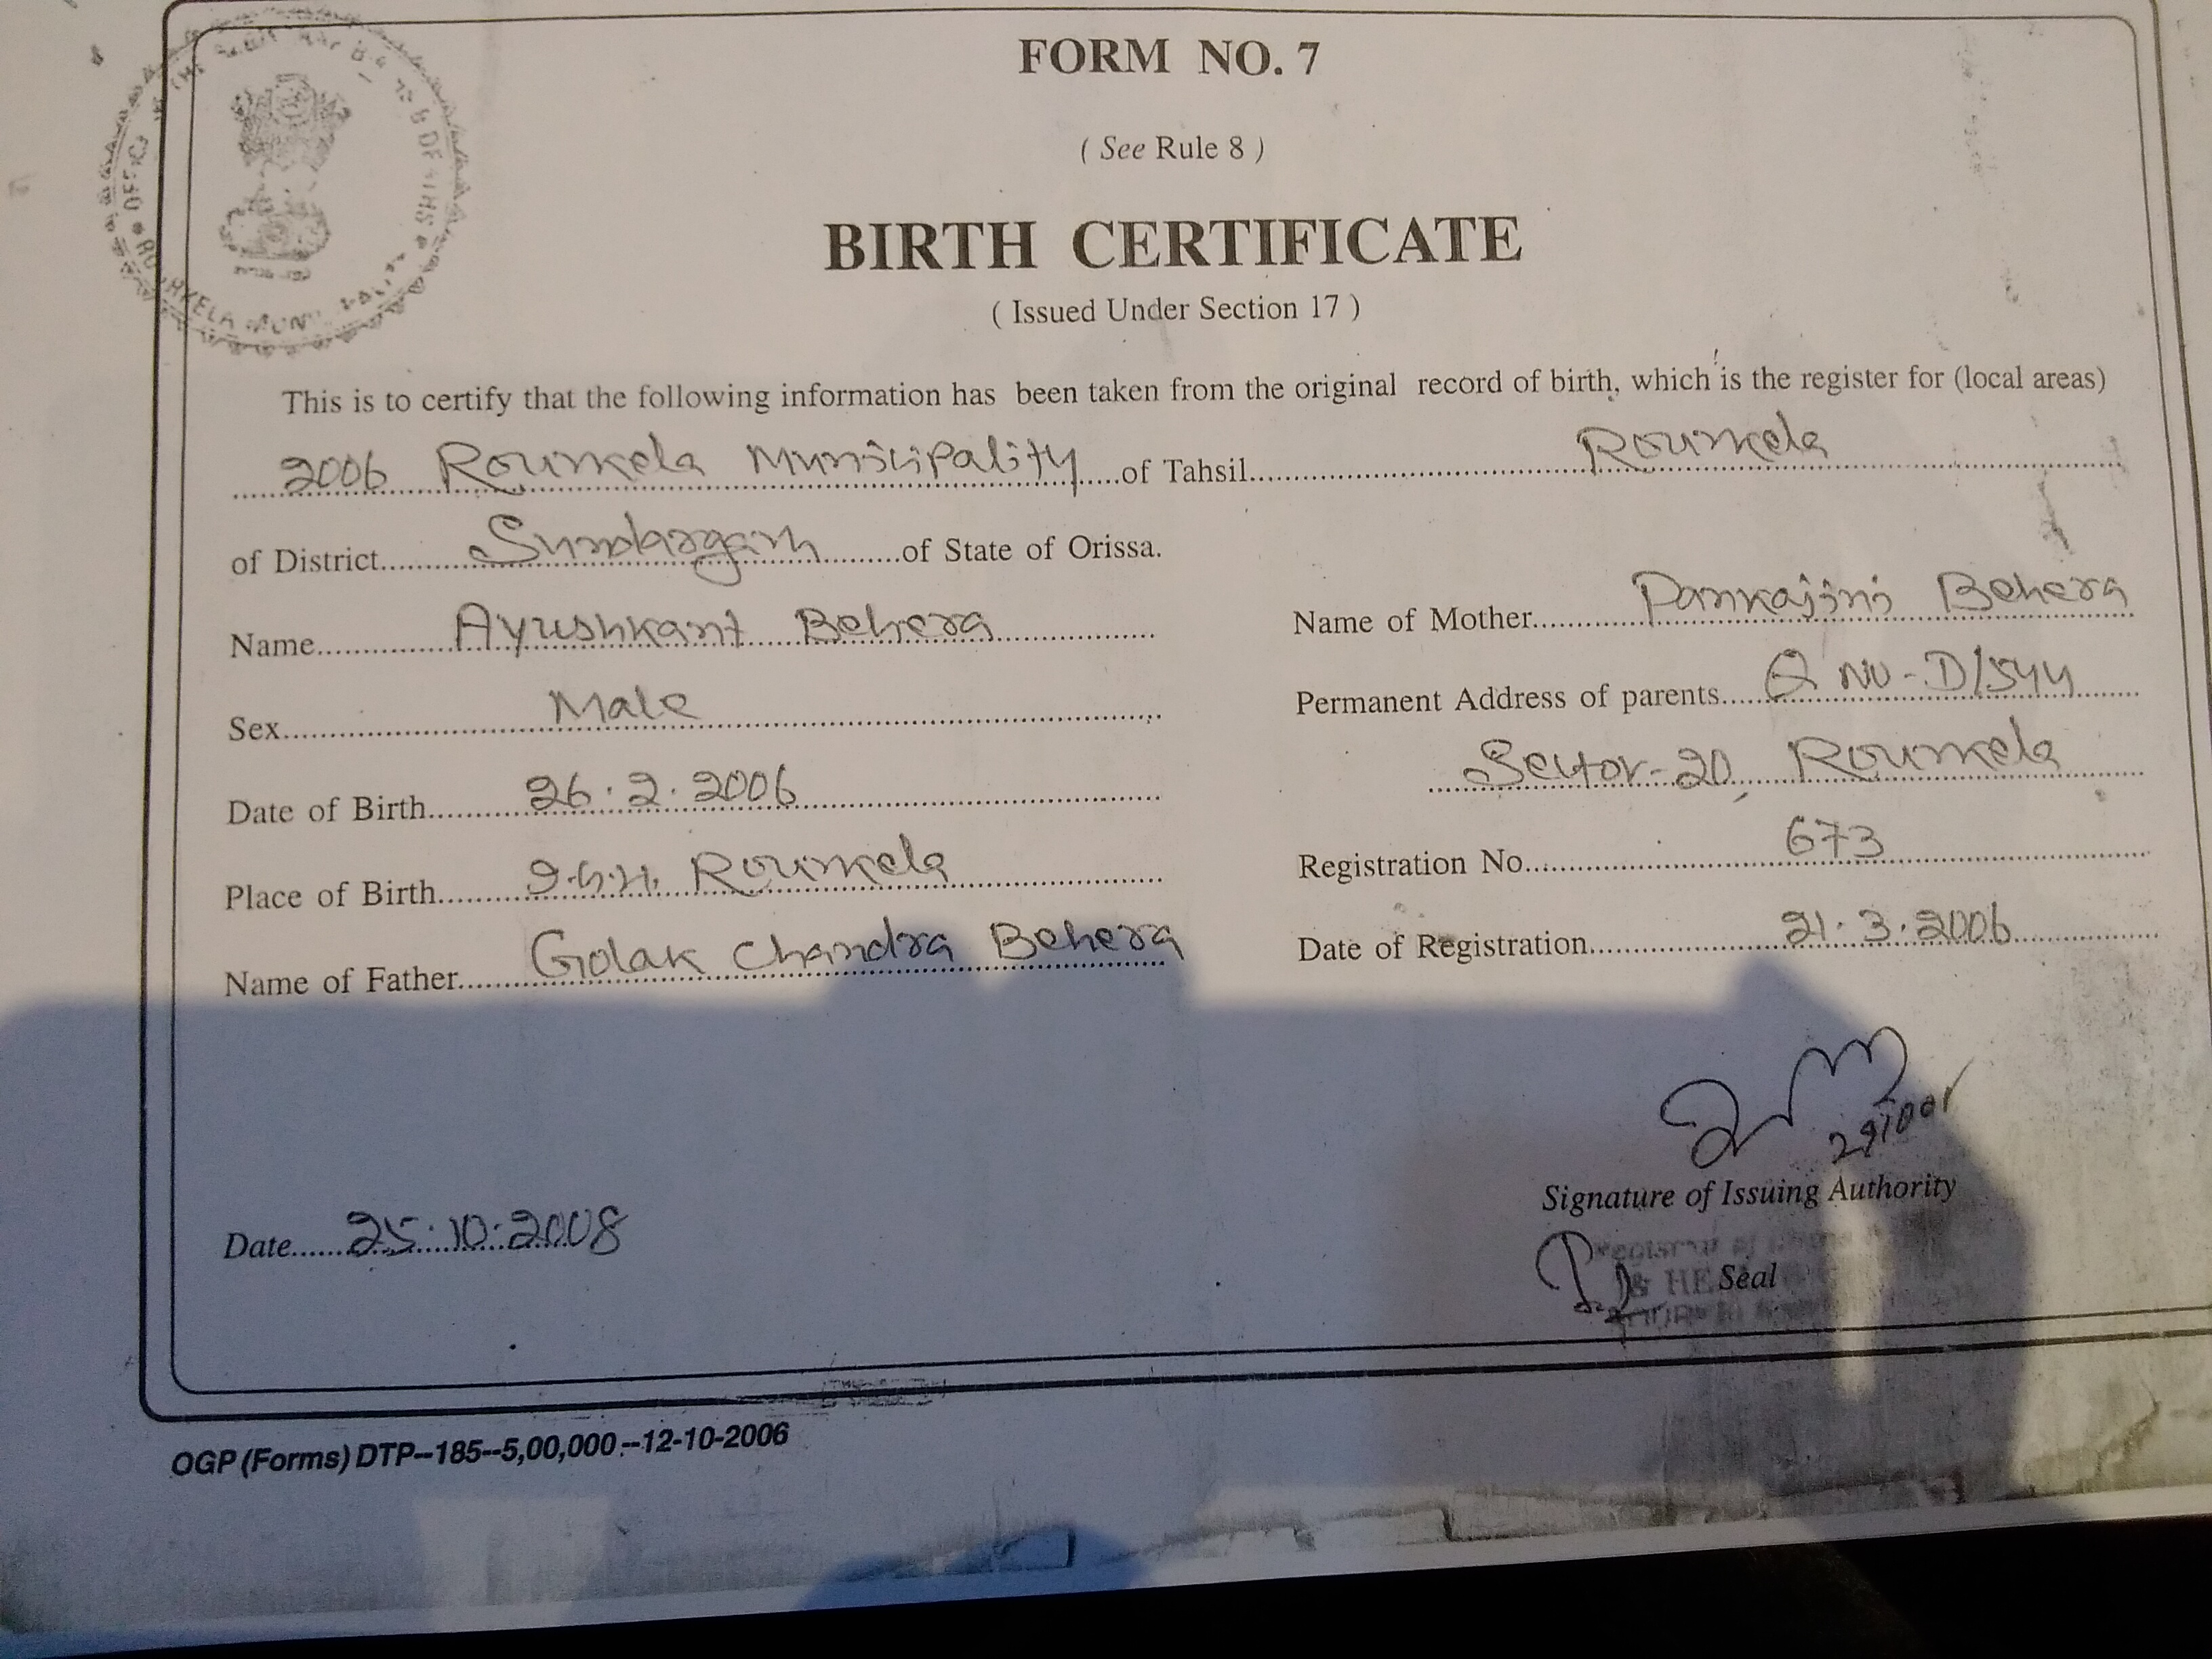 FORM NO. 7
( See Rule 8 )
BIRTH CERTIFICATE
( Issued Under Section 17 )
This is to certify that the following information has been taken from the original record of birth, which is the register for (local areas)
2006 Rourkela Municipality of Tahsil Rourkela
of District Sundargarh of State of Orissa.
Name Ayushkant Behera
Sex Male
Date of Birth 26.2.2006
Place of Birth Rourkela
Name of Father Golak Chandra Behera
Name of Mother Pankajini Behera
Permanent Address of parents Q NO-D/544
Sector-20 Rourkela
Registration No 673
Date of Registration 21.3.2006
Signature of Issuing Authority
Seal
Date 25.10.2008
OGP (Forms) DTP--185--5,00,000--12-10-2006